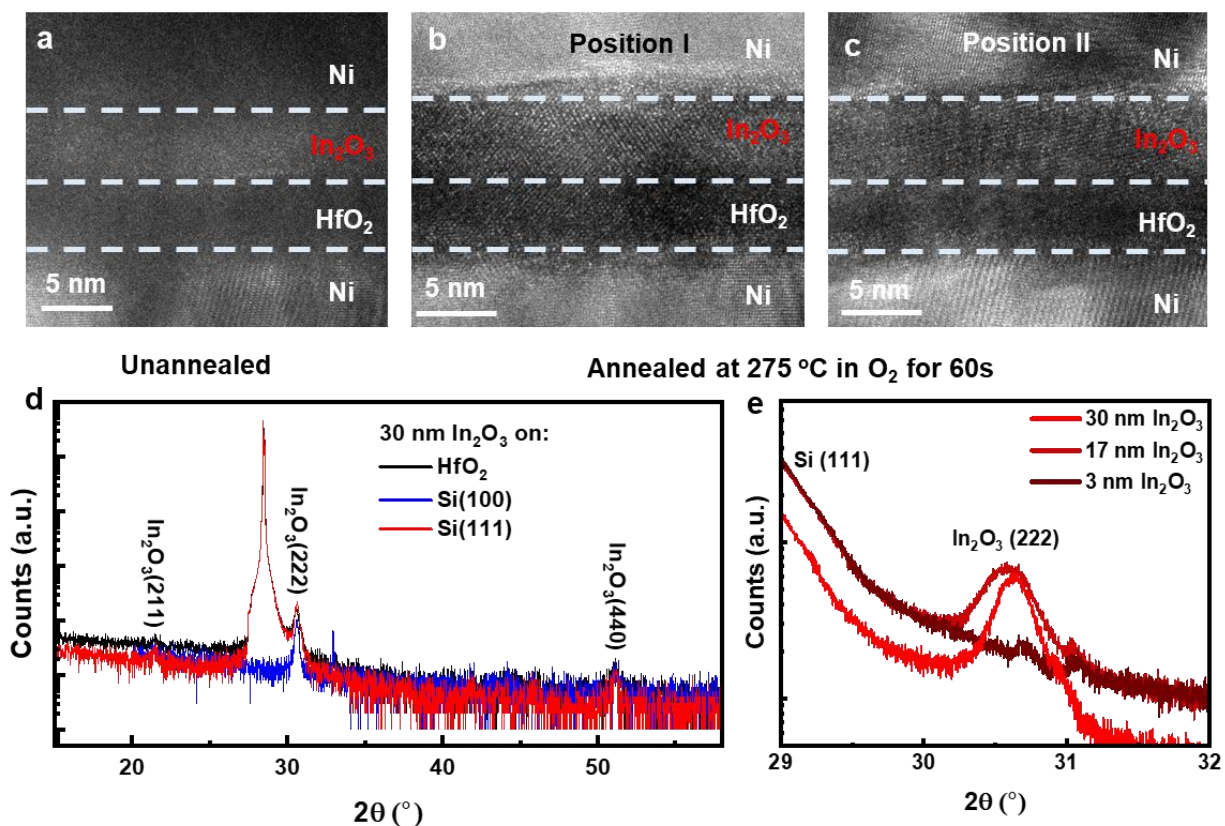 a
Ni
In₂O₃
HfO₂
Ni
5 nm
b
Position I
Ni
In₂O₃
HfO₂
Ni
5 nm
c
Position II
Ni
In₂O₃
HfO₂
Ni
5 nm
Unannealed
Annealed at 275 ᵒC in O₂ for 60s
d
30 nm In₂O₃ on:
HfO₂
Si(100)
Si(111)
In₂O₃(211)
In₂O₃(222)
In₂O₃(440)
Counts (a.u.)
20
30
40
50
2θ (°)
e
30 nm In₂O₃
17 nm In₂O₃
3 nm In₂O₃
Si (111)
In₂O₃ (222)
Counts (a.u.)
29
30
31
32
2θ (°)